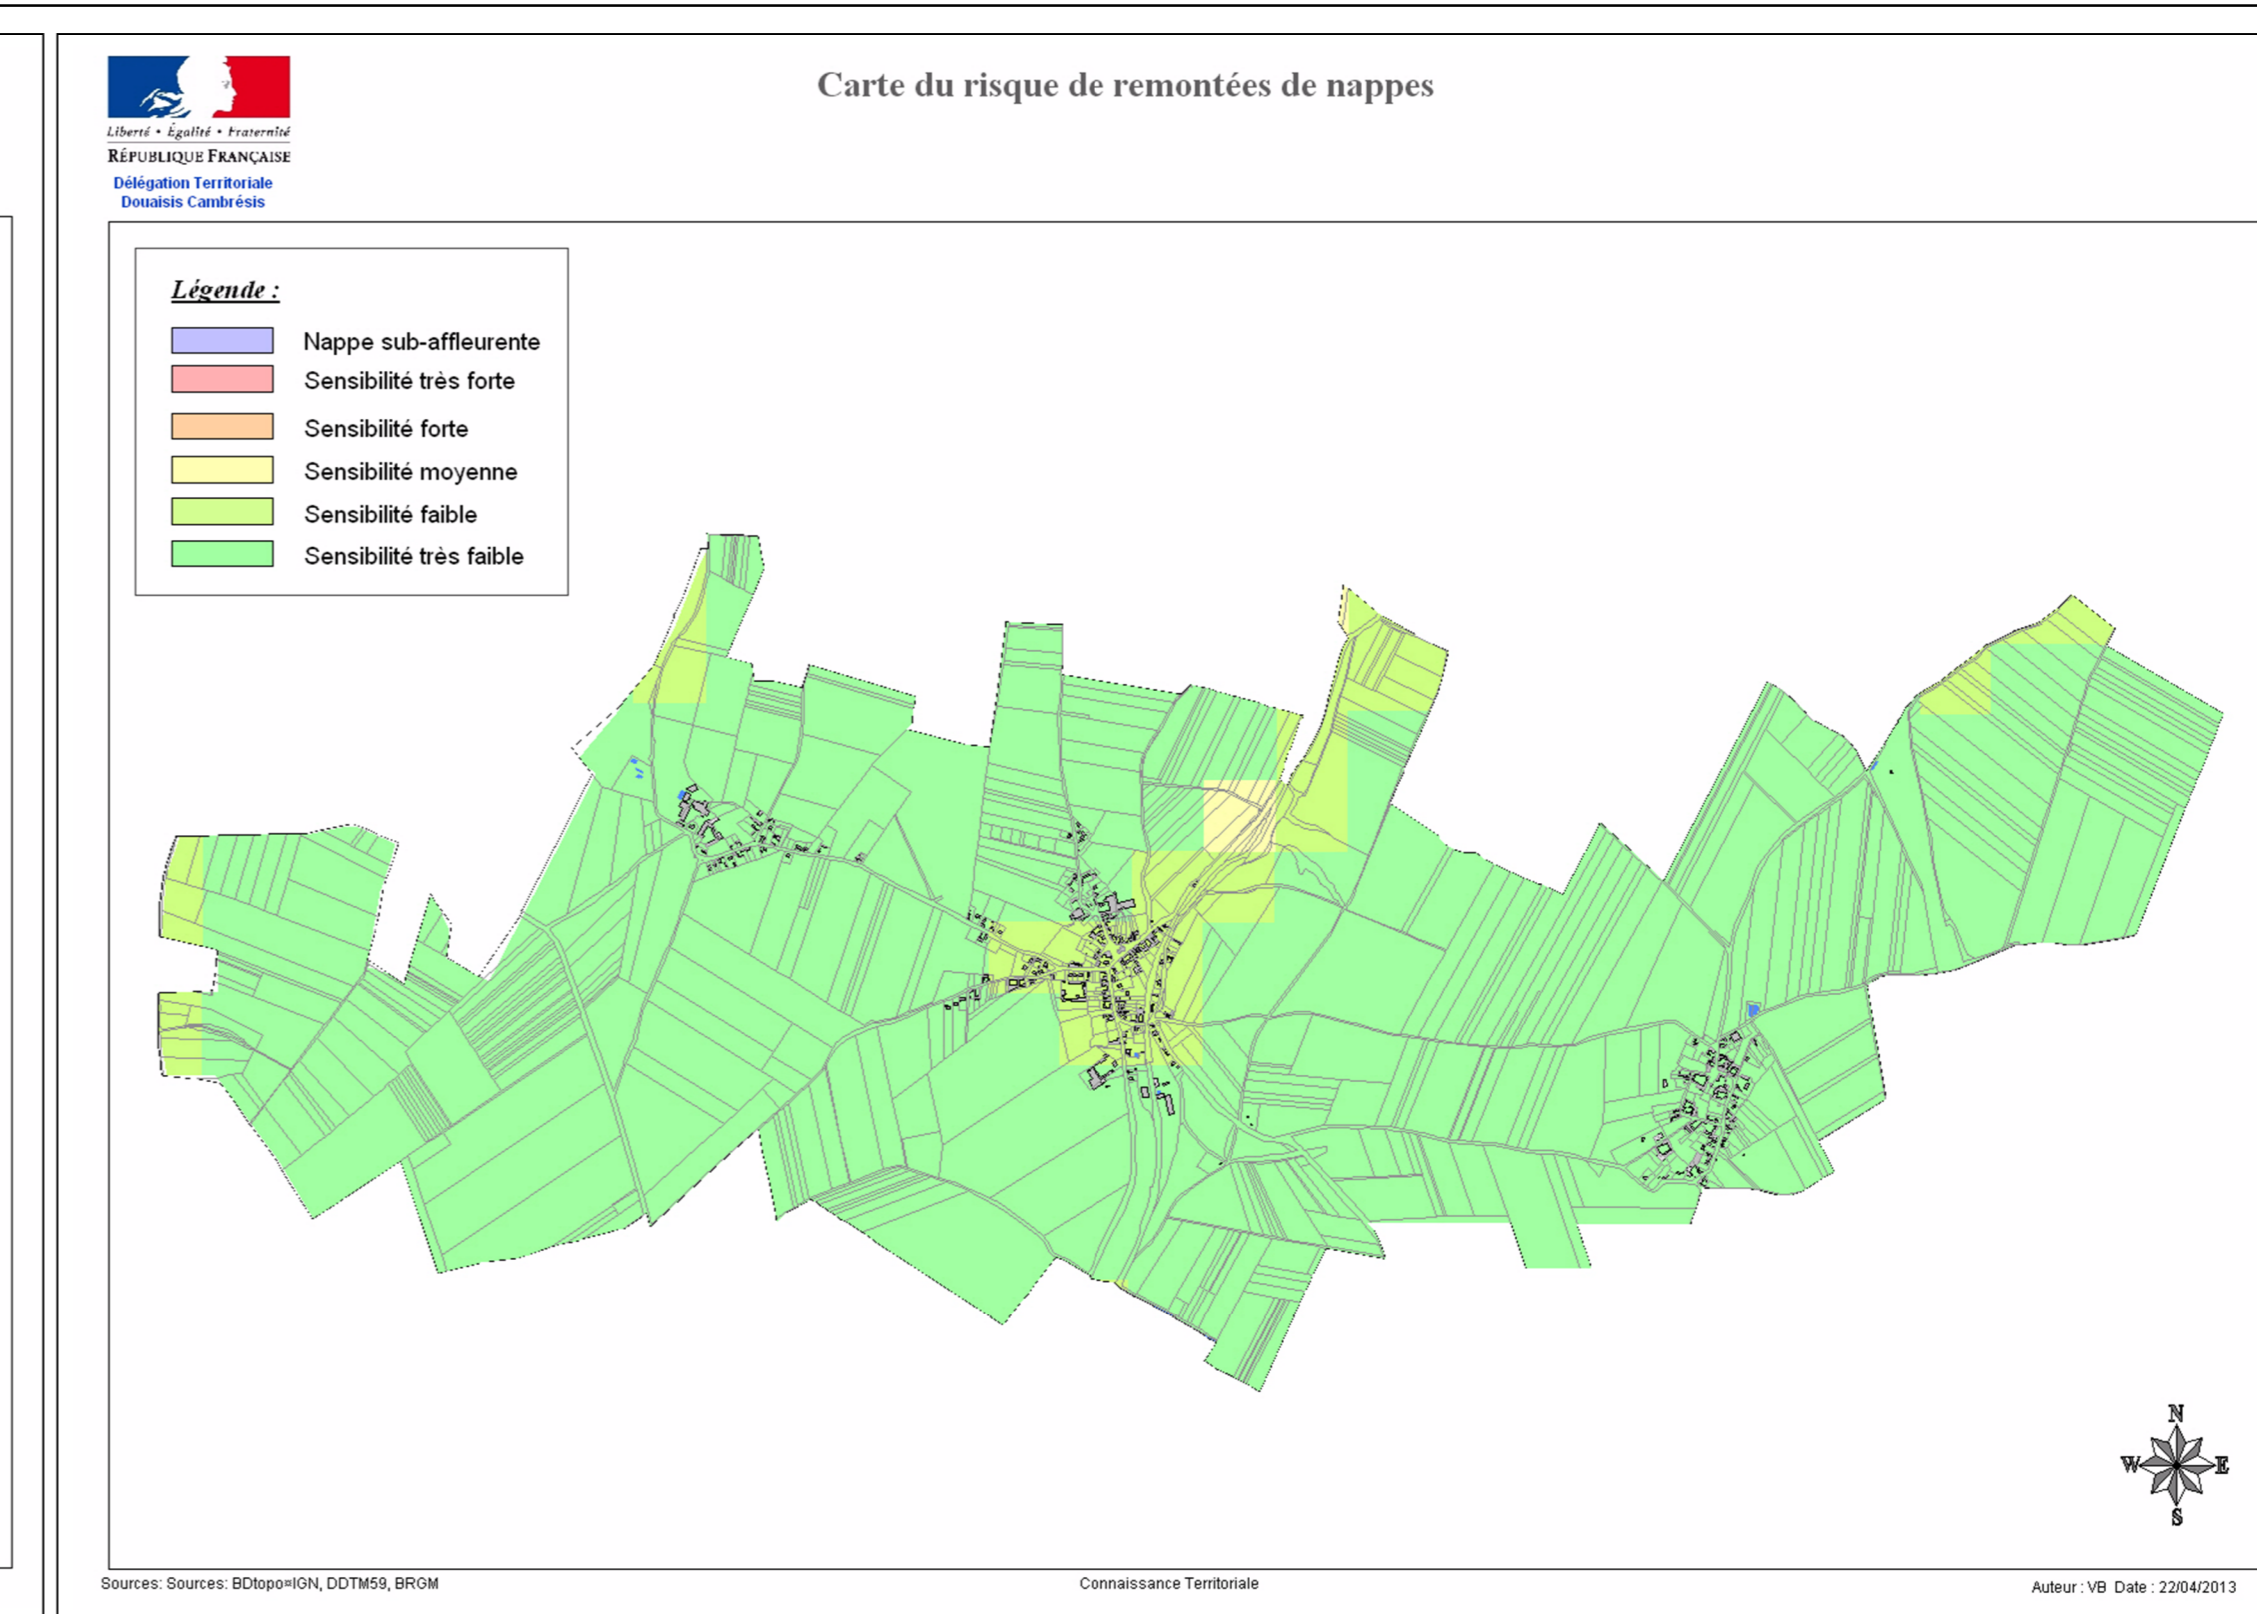 Carte du risque de remontées de nappes
Liberté • Égalité • Fraternité
RÉPUBLIQUE FRANÇAISE
Délégation Territoriale
Douaisis Cambrésis
Légende :
Nappe sub-affleurente
Sensibilité très forte
Sensibilité forte
Sensibilité moyenne
Sensibilité faible
Sensibilité très faible
N
W E
S
Sources: Sources: BDtopo¤IGN, DDTM59, BRGM
Connaissance Territoriale
Auteur : VB Date : 22/04/2013